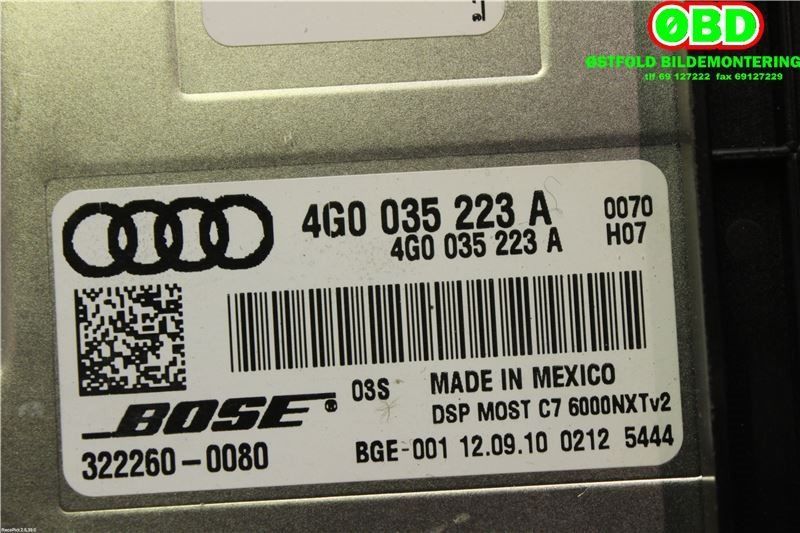 ØBD
ØSTFOLD BILDEMONTERING
tlf 69 127222 fax 69127229
4G0 035 223 A 0070
4G0 035 223 A H07
03S MADE IN MEXICO
BOSE® DSP MOST C7 6000NXTv2
322260-0080 BGE-001 12.09.10 0212 5444